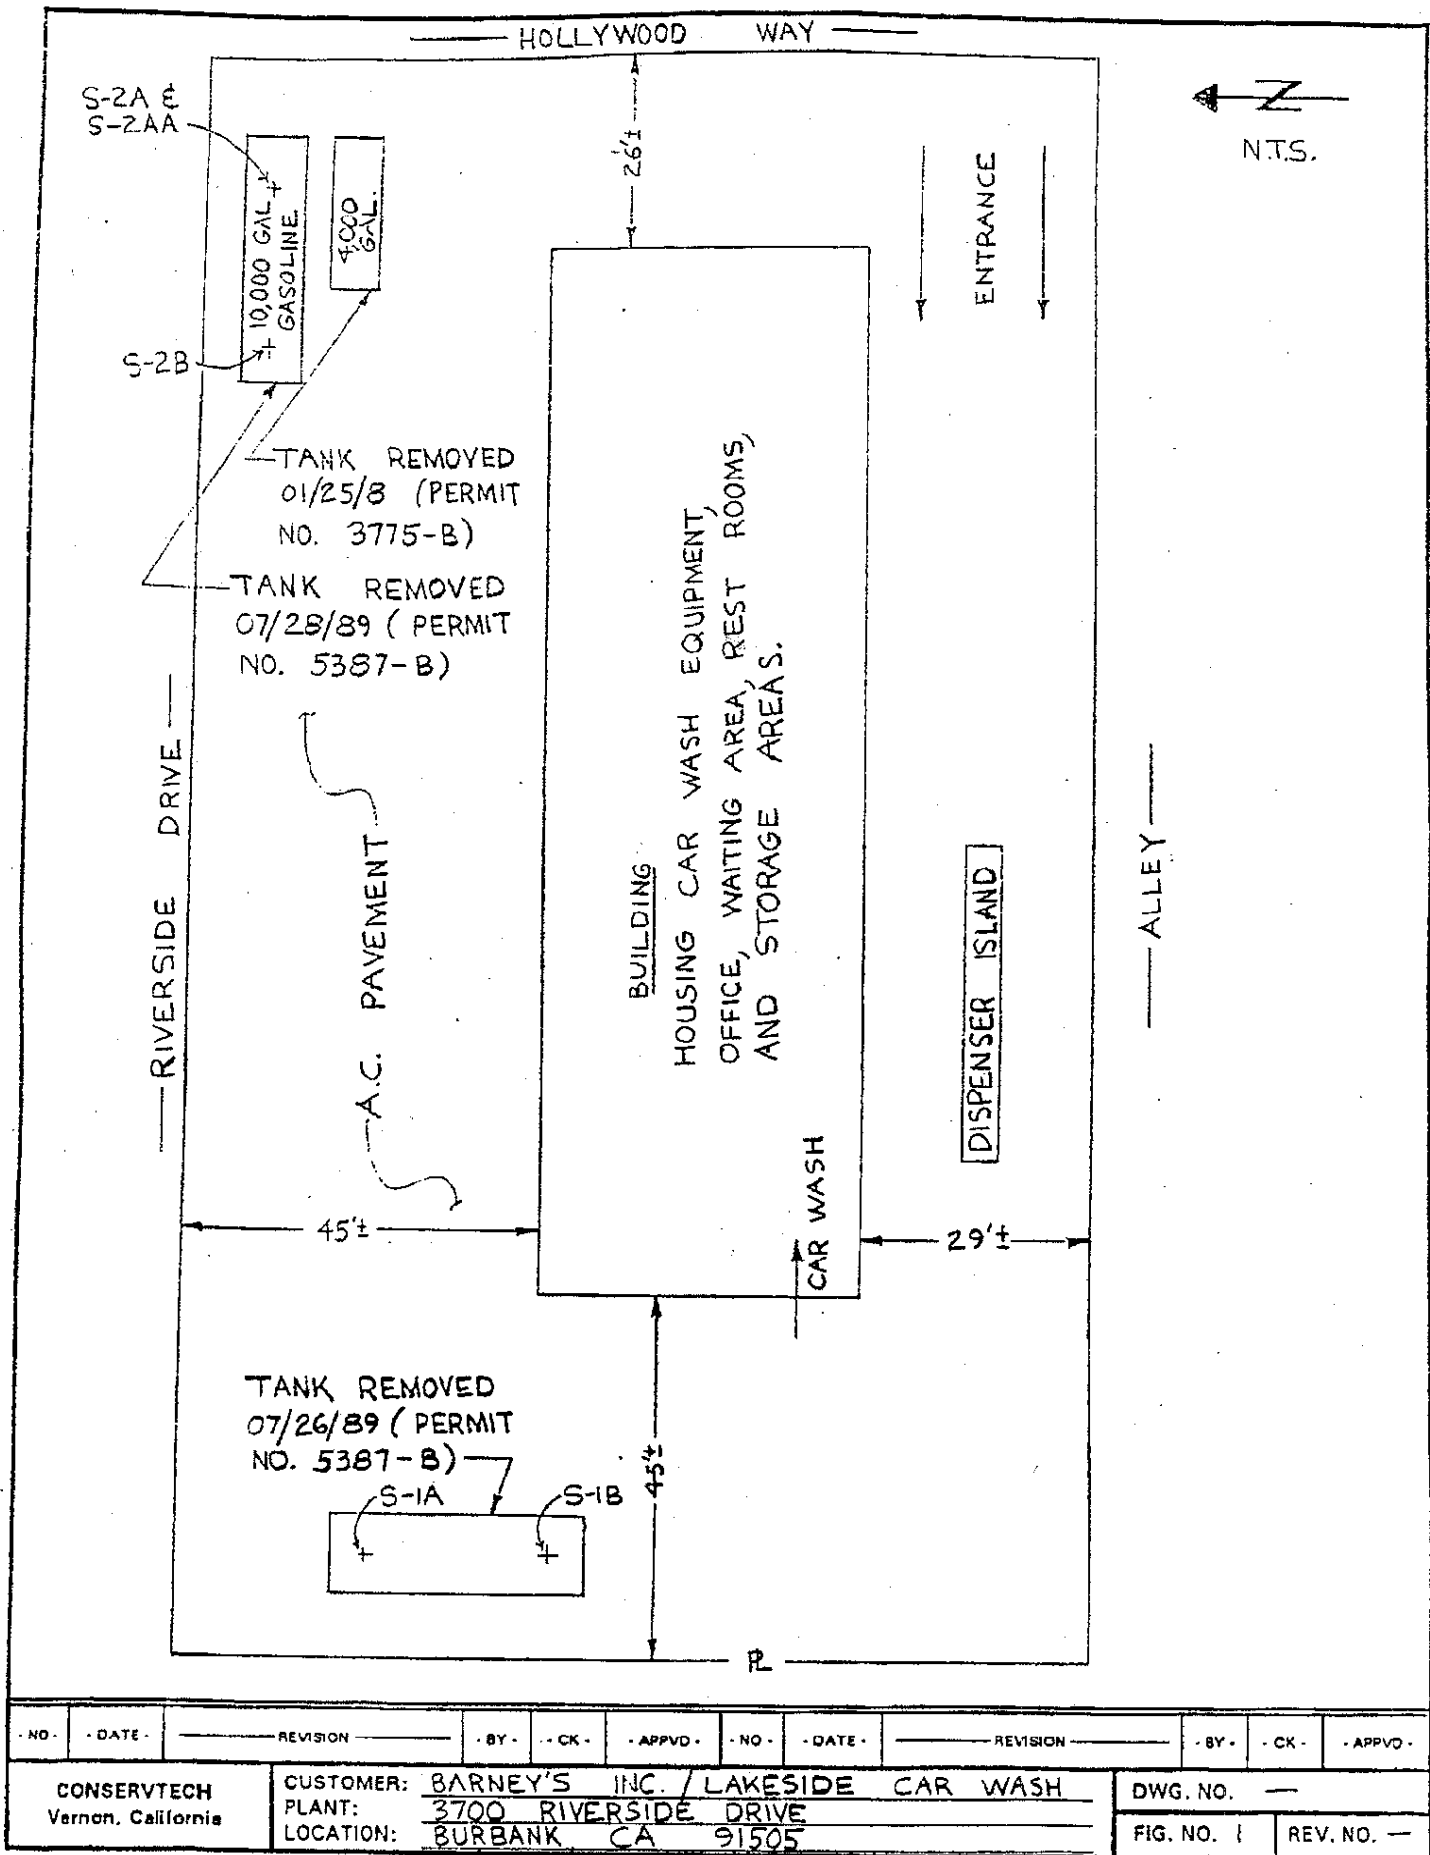 HOLLYWOOD WAY
S-2A &
S-2AA
N
N.T.S.
10,000 GAL.
GASOLINE
4,000
GAL.
26'±
ENTRANCE
S-2B
TANK REMOVED
01/25/8 (PERMIT
NO. 3775-B)
TANK REMOVED
07/28/89 (PERMIT
NO. 5387-B)
RIVERSIDE DRIVE
A.C. PAVEMENT
BUILDING
HOUSING CAR WASH EQUIPMENT,
OFFICE, WAITING AREA, REST ROOMS,
AND STORAGE AREA'S.
DISPENSER ISLAND
ALLEY
CAR WASH
45'±
29'±
TANK REMOVED
07/26/89 (PERMIT
NO. 5387-B)
S-1A
S-1B
45'±
PL
- NO - - DATE - REVISION - BY - - CK - - APPVD - - NO - - DATE - REVISION - BY - - CK - - APPVD -
CONSERVTECH
Vernon, California
CUSTOMER: BARNEY'S INC. / LAKESIDE CAR WASH
PLANT: 3700 RIVERSIDE DRIVE
LOCATION: BURBANK CA 91505
DWG. NO. —
FIG. NO. 1
REV. NO. —